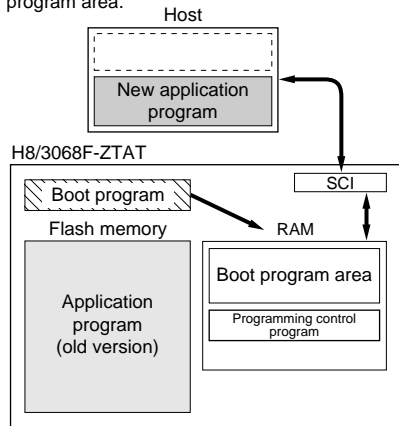 program area.
Host
New application
program
H8/3068F-ZTAT
SCI
Boot program
Flash memory
RAM
Boot program area
Application
program
(old version)
Programming control
program